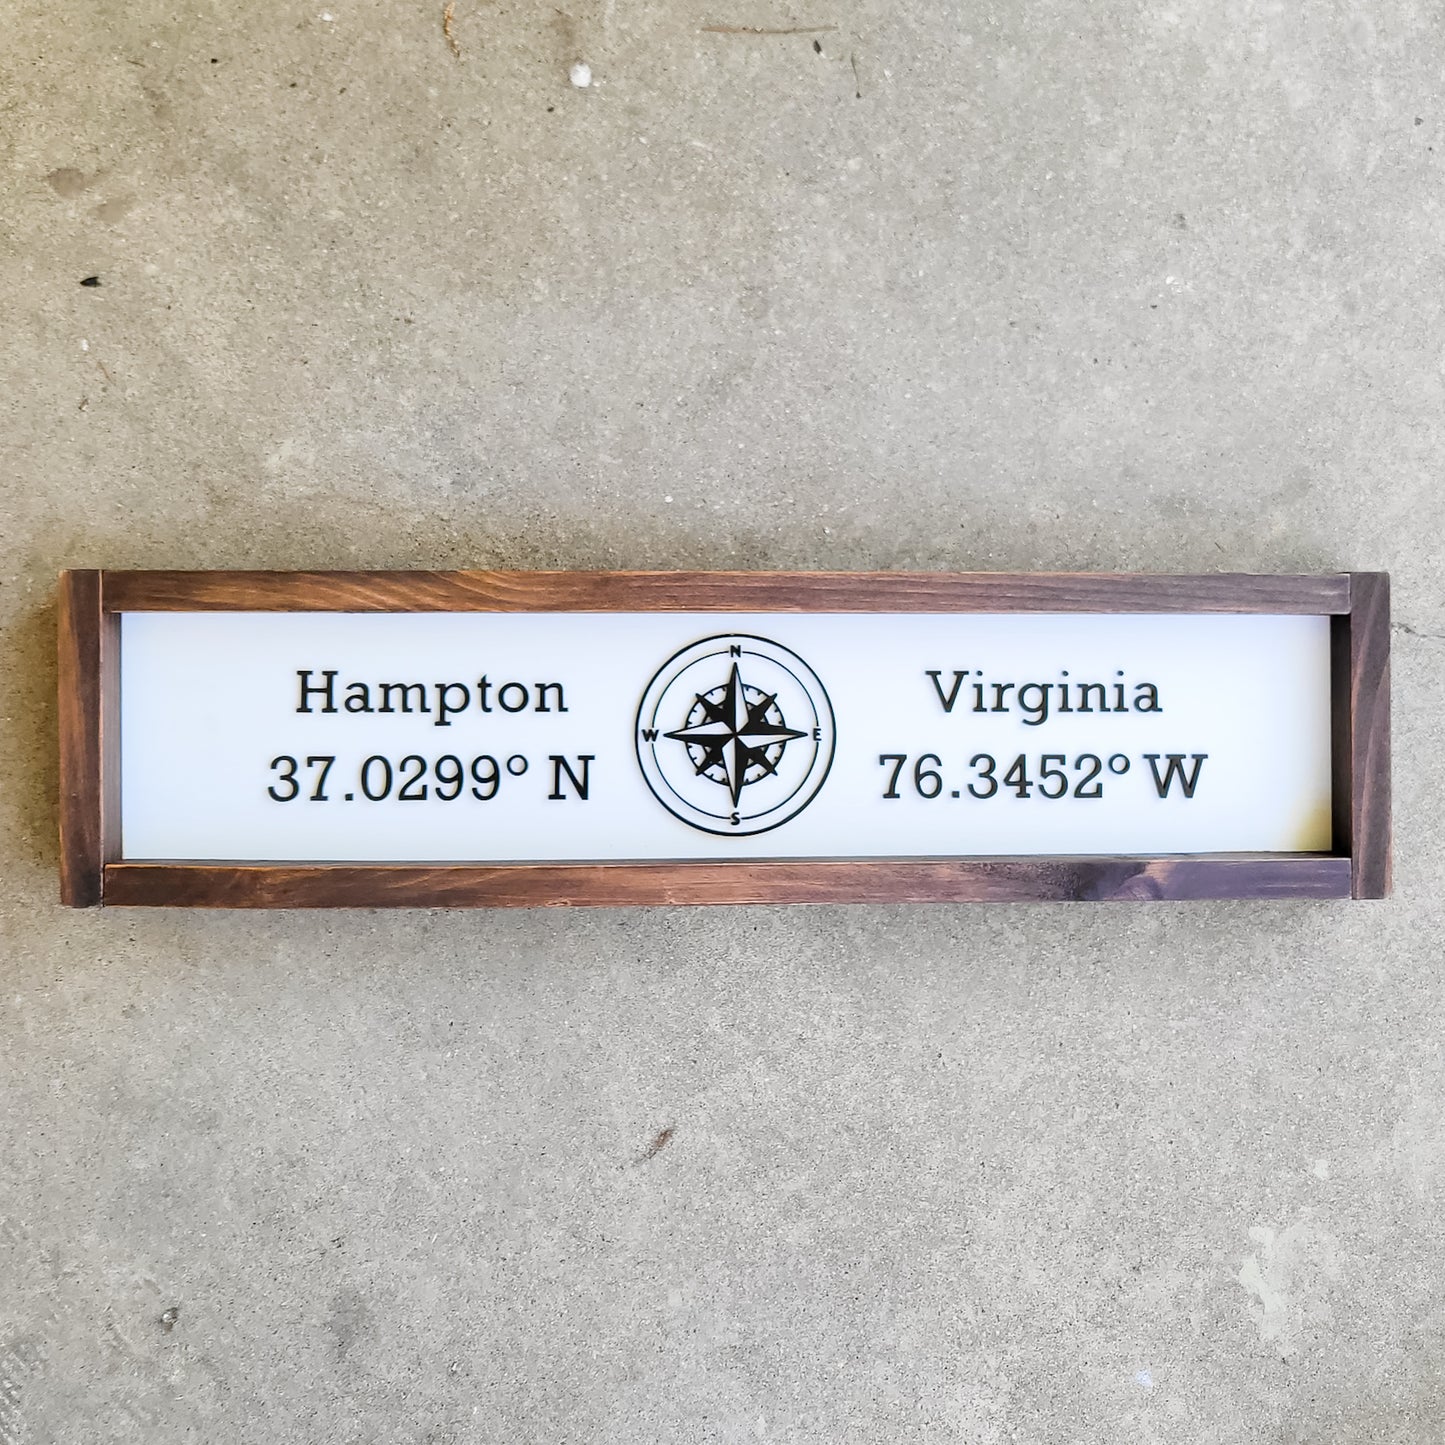 Hampton
37.0299° N
N
W
E
S
Virginia
76.3452° W